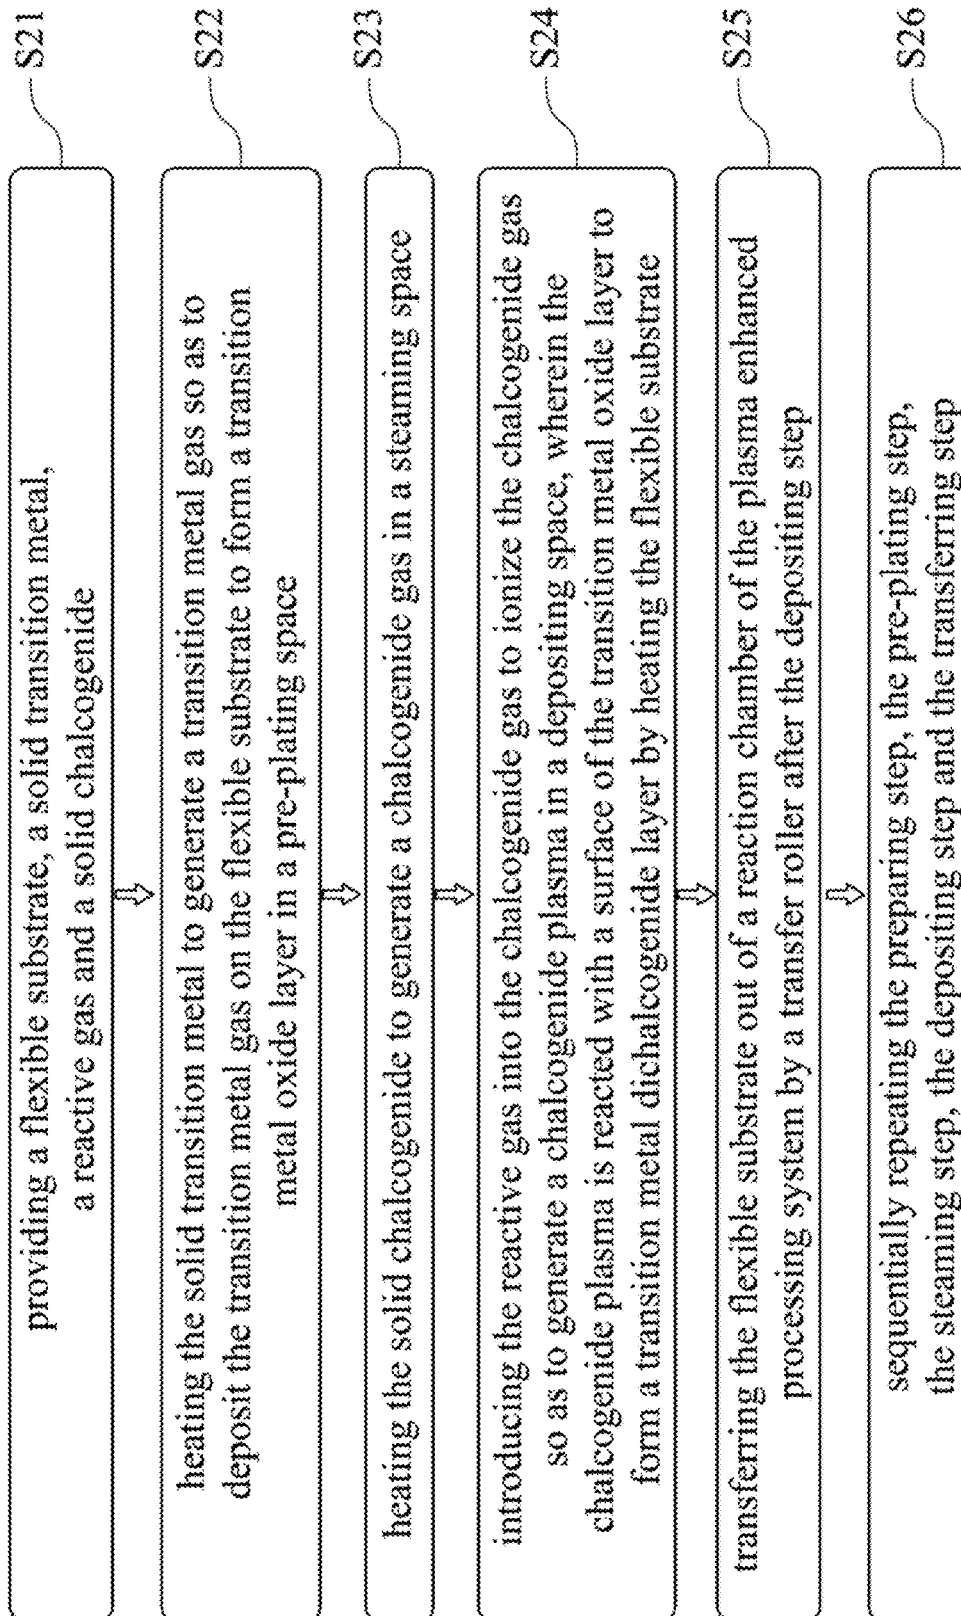 providing a flexible substrate, a solid transition metal,
a reactive gas and a solid chalcogenide
S21
heating the solid transition metal to generate a transition metal gas so as to
deposit the transition metal gas on the flexible substrate to form a transition
metal oxide layer in a pre-plating space
S22
heating the solid chalcogenide to generate a chalcogenide gas in a steaming space
S23
introducing the reactive gas into the chalcogenide gas to ionize the chalcogenide gas
so as to generate a chalcogenide plasma in a depositing space, wherein the
chalcogenide plasma is reacted with a surface of the transition metal oxide layer to
form a transition metal dichalcogenide layer by heating the flexible substrate
S24
transferring the flexible substrate out of a reaction chamber of the plasma enhanced
processing system by a transfer roller after the depositing step
S25
sequentially repeating the preparing step, the pre-plating step,
the steaming step, the depositing step and the transferring step
S26